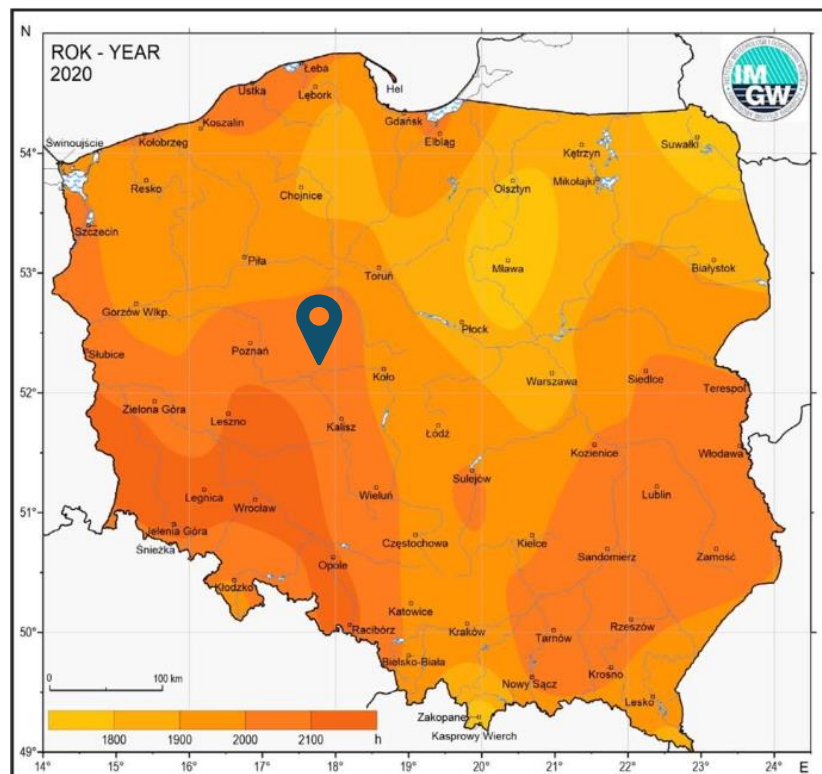 N
ROK - YEAR
2020
IM
GW
Łeba
Hel
Ustka
Lębork
Gdańsk
Koszalin
Elbląg
Kołobrzeg
Świnoujście
54°
Suwałki
Kętrzyn
Resko
Chojnice
Olsztyn
Mikołajki
Szczecin
Piła
Toruń
Mława
Białystok
53°
Gorzów Wlkp.
Płock
Słubice
Poznań
Koło
Warszawa
Siedlce
Terespol
52°
Zielona Góra
Leszno
Kalisz
Łódź
Kozienice
Włodawa
Sulejów
Legnica
Wrocław
Wieluń
Lublin
51°
Jelenia Góra
Śnieżka
Częstochowa
Kielce
Sandomierz
Zamość
Opole
Kłodzko
Katowice
Racibórz
Kraków
Tarnów
Rzeszów
50°
Bielsko-Biała
Nowy Sącz
Krosno
Lesko
0 100 km
Zakopane
Kasprowy Wierch
1800 1900 2000 2100 h
49°
14° 15° 16° 17° 18° 19° 20° 21° 22° 23° 24° E